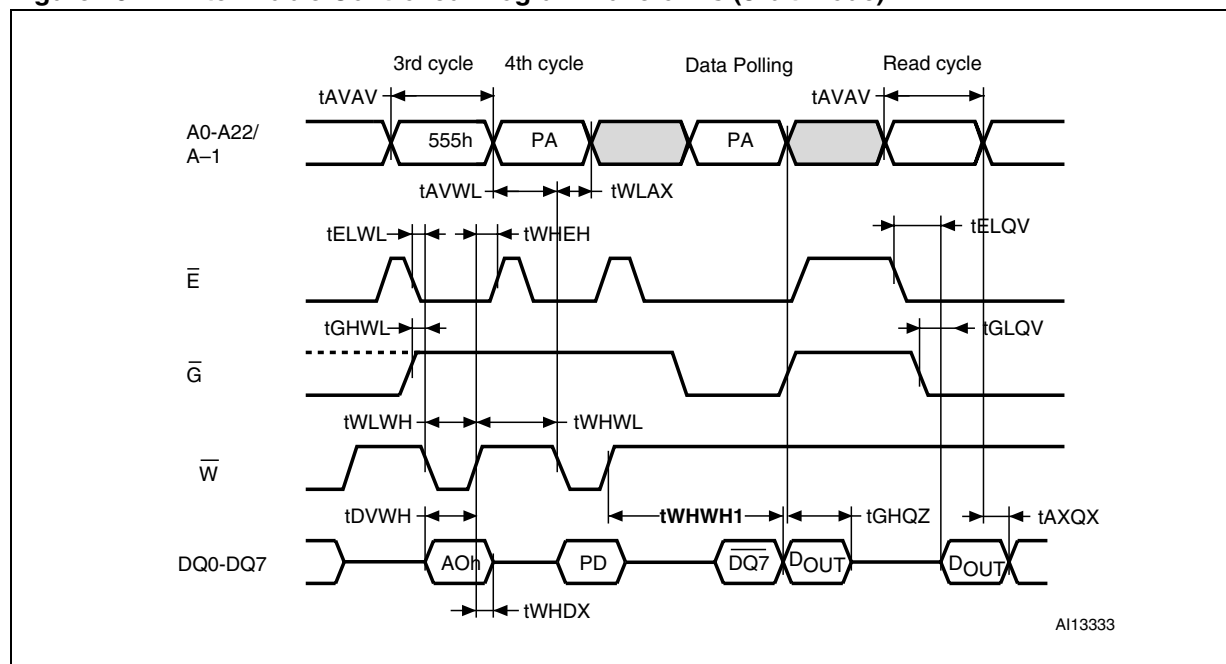 3rd cycle 4th cycle Data Polling Read cycle
tAVAV tAVAV
A0-A22/
A–1
555h PA PA
tAVWL tWLAX
tELWL tWHEH tELQV
E
tGHWL tGLQV
G
tWLWH tWHWL
W
tDVWH tWHWH1 tGHQZ tAXQX
DQ0-DQ7 AOh PD DQ7 DOUT DOUT
tWHDX
AI13333